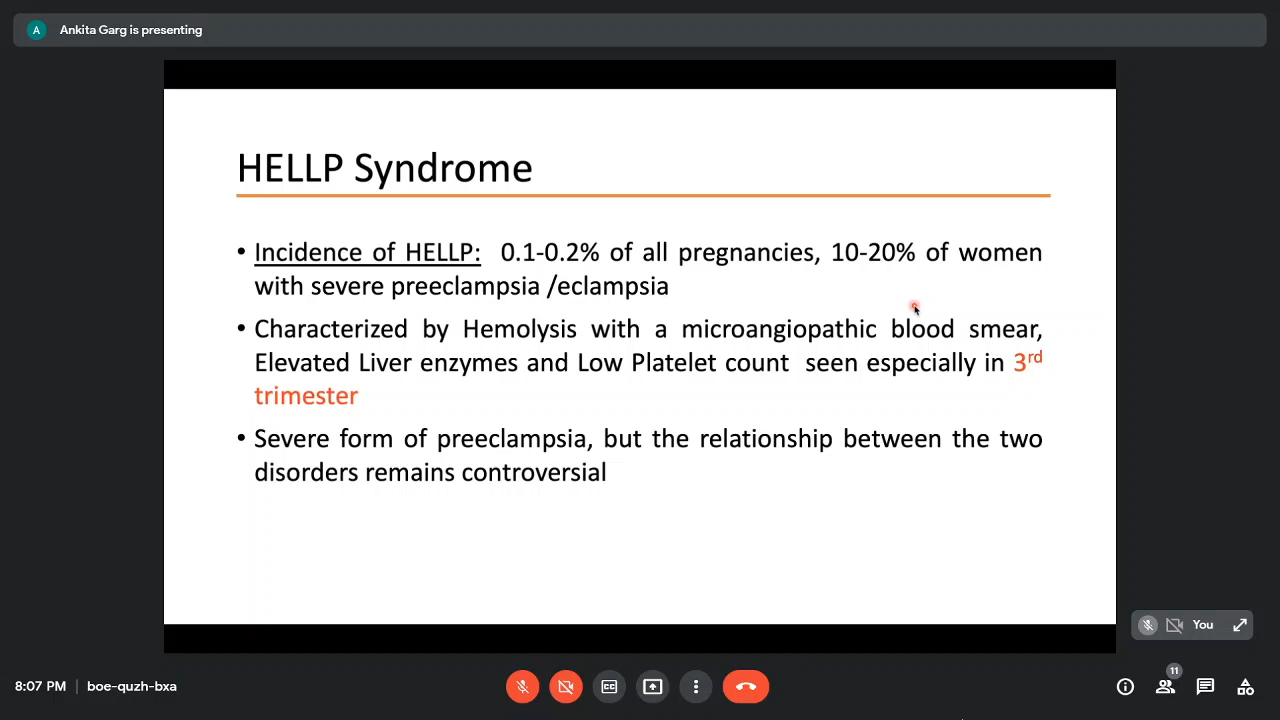 A Ankita Garg is presenting
HELLP Syndrome
• Incidence of HELLP: 0.1-0.2% of all pregnancies, 10-20% of women
with severe preeclampsia /eclampsia
• Characterized by Hemolysis with a microangiopathic blood smear,
Elevated Liver enzymes and Low Platelet count seen especially in 3rd
trimester
• Severe form of preeclampsia, but the relationship between the two
disorders remains controversial
You
8:07 PM | boe-quzh-bxa
CC
11